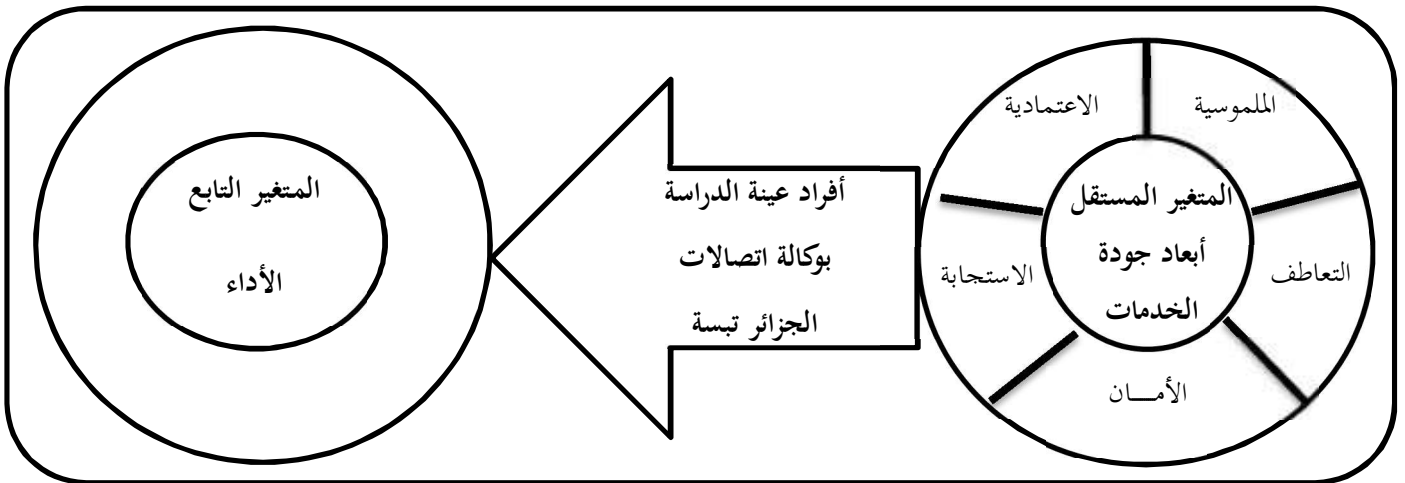 الملموسية
الاعتمادية
التعاطف
الاستجابة
الأمــان
المتغير المستقل
أبعاد جودة
الخدمات
أفراد عينة الدراسة
بوكالة اتصالات
الجزائر تبسة
المتغير التابع
الأداء